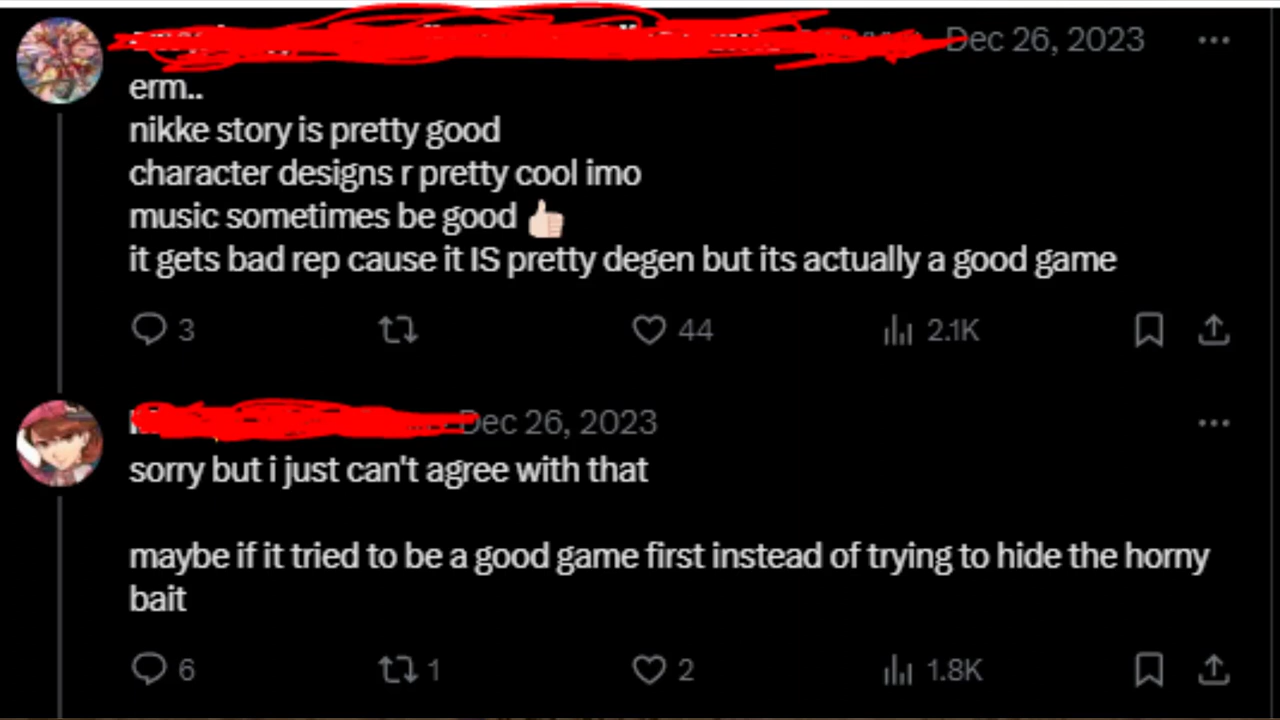 Dec 26, 2023
erm..
nikke story is pretty good
character designs r pretty cool imo
music sometimes be good 👍🏻
it gets bad rep cause it IS pretty degen but its actually a good game
3 44 2.1K
Dec 26, 2023
sorry but i just can't agree with that
maybe if it tried to be a good game first instead of trying to hide the horny
bait
6 1 2 1.8K